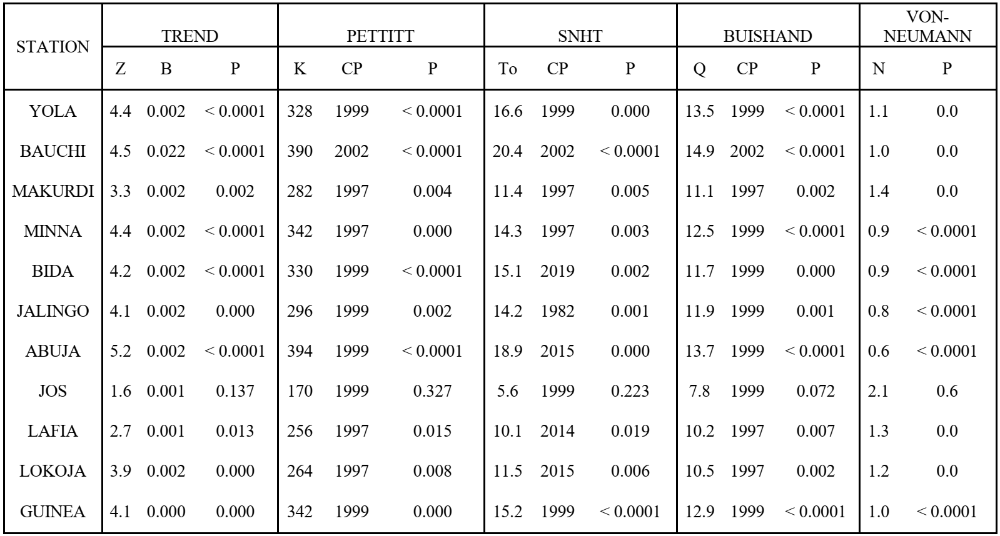 VON-
TREND PETTITT SNHT BUISHAND NEUMANN
STATION
Z B P K CP P To CP P Q CP P N P
YOLA 4.4 0.002 < 0.0001 328 1999 < 0.0001 16.6 1999 0.000 13.5 1999 < 0.0001 1.1 0.0
BAUCHI 4.5 0.022 < 0.0001 390 2002 < 0.0001 20.4 2002 < 0.0001 14.9 2002 < 0.0001 1.0 0.0
MAKURDI 3.3 0.002 0.002 282 1997 0.004 11.4 1997 0.005 11.1 1997 0.002 1.4 0.0
MINNA 4.4 0.002 < 0.0001 342 1997 0.000 14.3 1997 0.003 12.5 1999 < 0.0001 0.9 < 0.0001
BIDA 4.2 0.002 < 0.0001 330 1999 < 0.0001 15.1 2019 0.002 11.7 1999 0.000 0.9 < 0.0001
JALINGO 4.1 0.002 0.000 296 1999 0.002 14.2 1982 0.001 11.9 1999 0.001 0.8 < 0.0001
ABUJA 5.2 0.002 < 0.0001 394 1999 < 0.0001 18.9 2015 0.000 13.7 1999 < 0.0001 0.6 < 0.0001
JOS 1.6 0.001 0.137 170 1999 0.327 5.6 1999 0.223 7.8 1999 0.072 2.1 0.6
LAFIA 2.7 0.001 0.013 256 1997 0.015 10.1 2014 0.019 10.2 1997 0.007 1.3 0.0
LOKOJA 3.9 0.002 0.000 264 1997 0.008 11.5 2015 0.006 10.5 1997 0.002 1.2 0.0
GUINEA 4.1 0.000 0.000 342 1999 0.000 15.2 1999 < 0.0001 12.9 1999 < 0.0001 1.0 < 0.0001